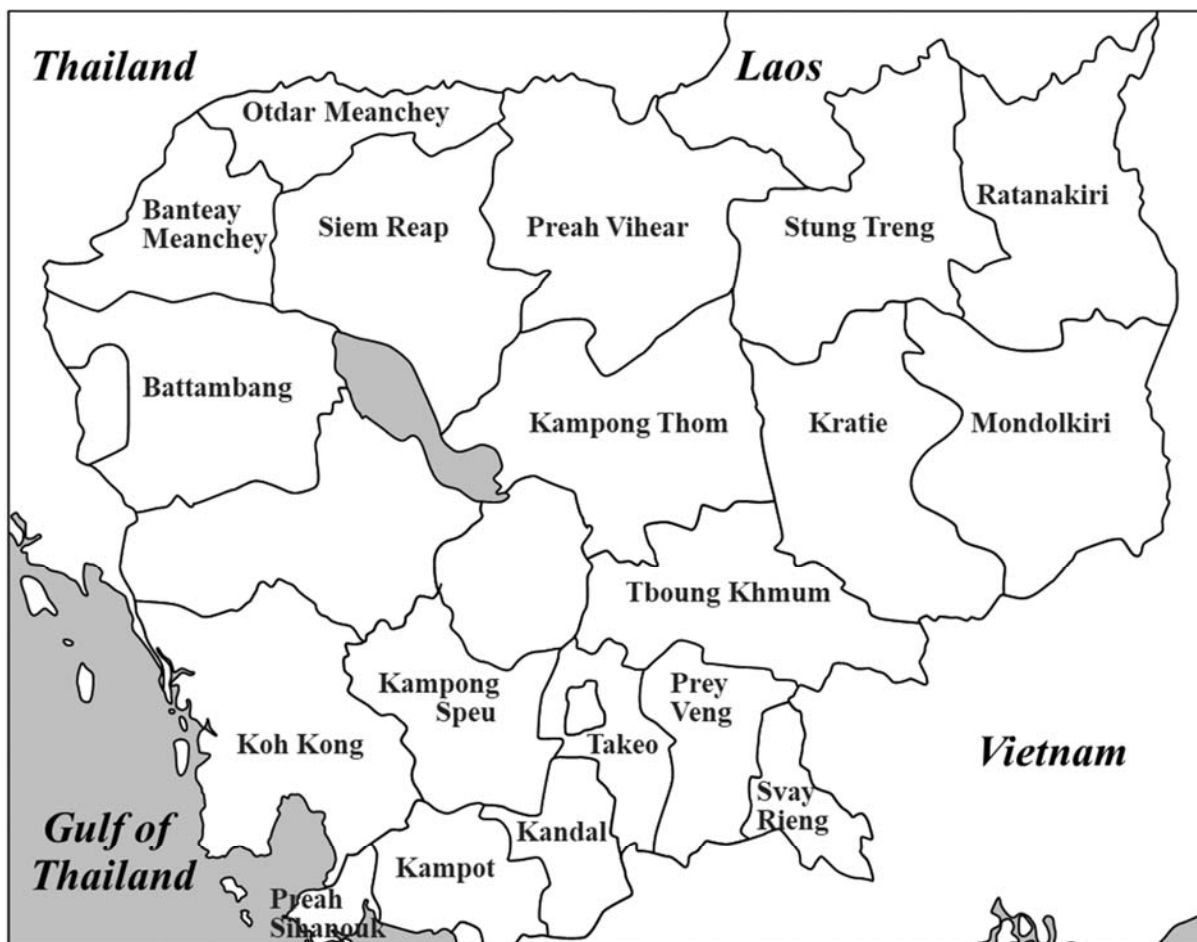 Thailand
Laos
Otdar Meanchey
Banteay
Meanchey
Siem Reap
Preah Vihear
Stung Treng
Ratanakiri
Battambang
Kampong Thom
Kratie
Mondolkiri
Tboung Khmum
Kampong
Speu
Prey
Veng
Koh Kong
Takeo
Vietnam
Svay
Rieng
Gulf of
Thailand
Kandal
Kampot
Preah
Sihanouk